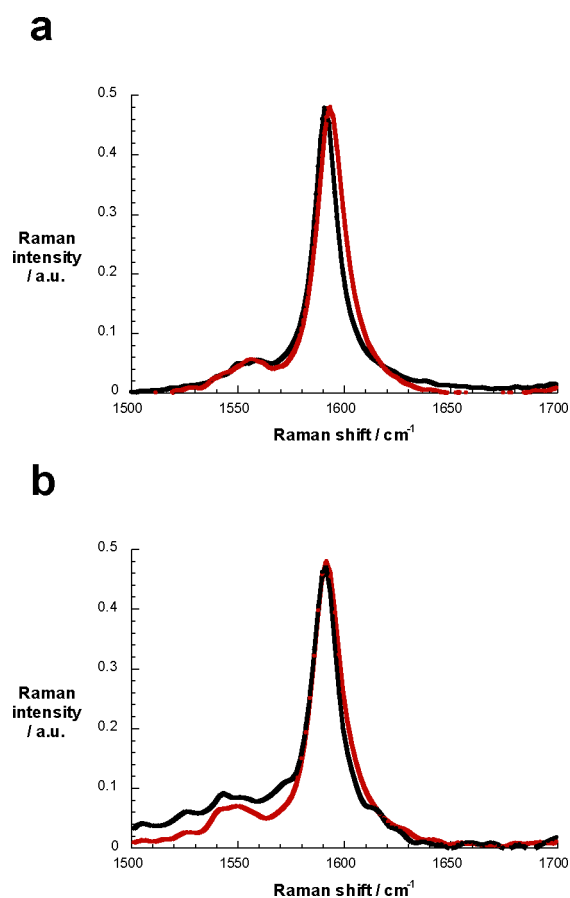 a
0.5
0.4
0.3
0.2
0.1
0
Raman
intensity
/ a.u.
1500 1550 1600 1650 1700
Raman shift / cm-1
b
0.5
0.4
0.3
0.2
0.1
0
Raman
intensity
/ a.u.
1500 1550 1600 1650 1700
Raman shift / cm-1